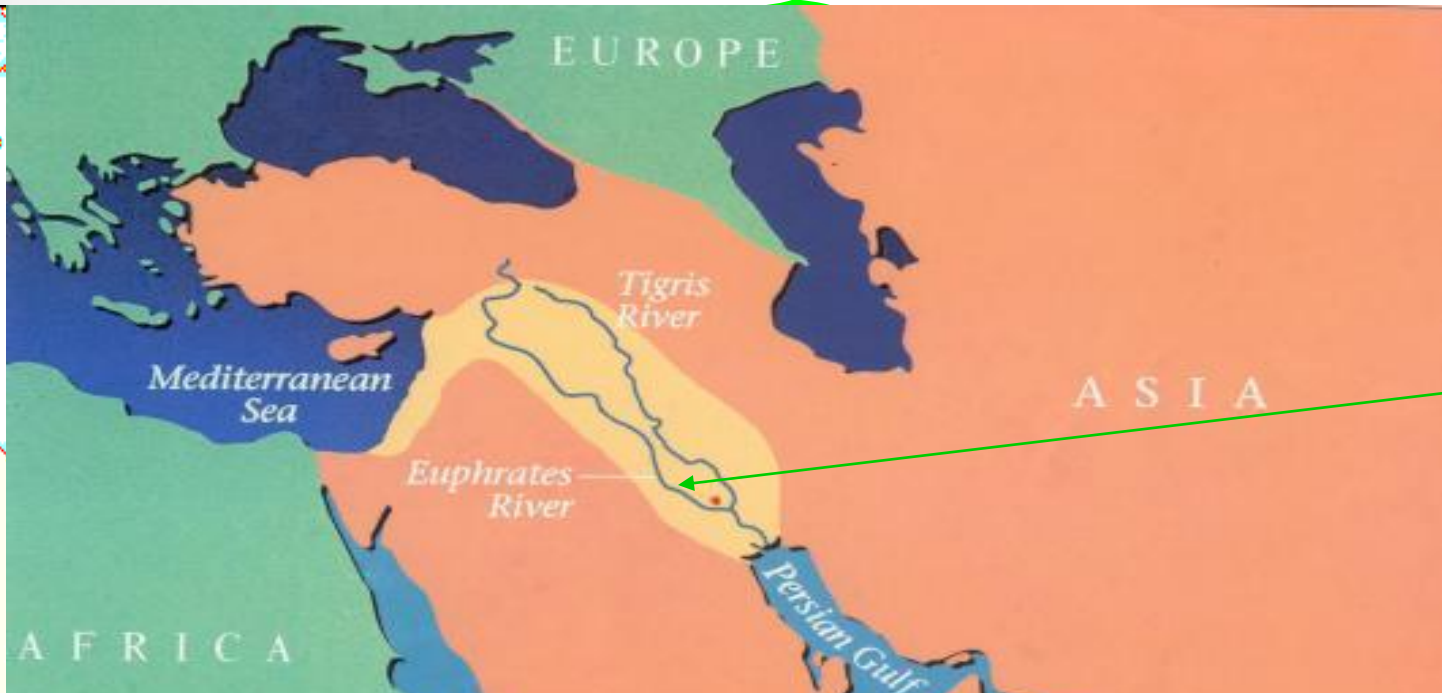 EUROPE
Tigris
River
Mediterranean
Sea
ASIA
Euphrates
River
Persian Gulf
AFRICA